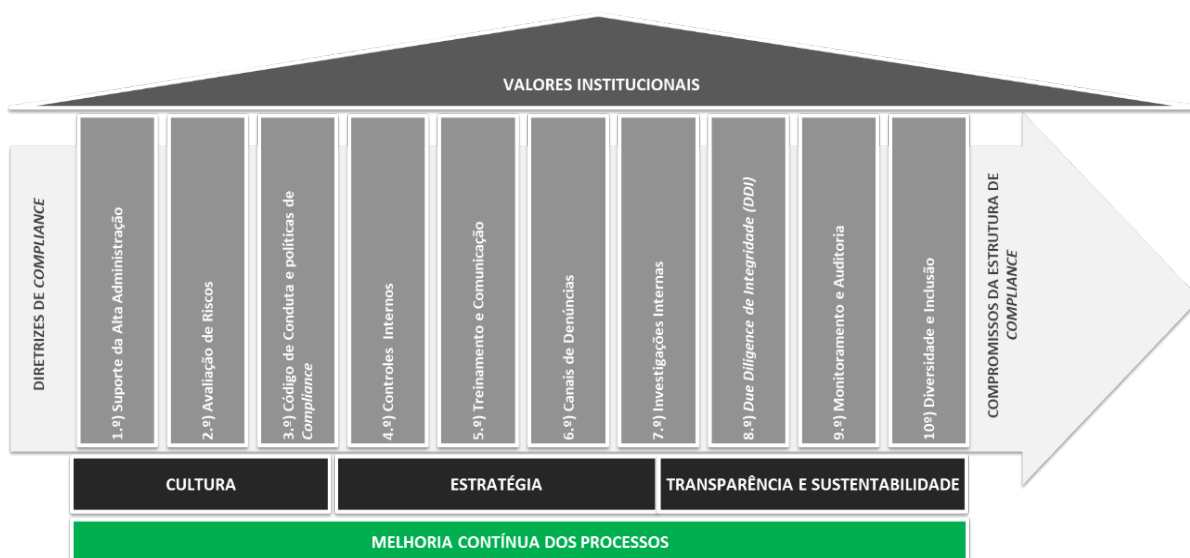 VALORES INSTITUCIONAIS
DIRETRIZES DE COMPLIANCE
1.º) Suporte da Alta Administração
2.º) Avaliação de Riscos
3.º) Código de Conduta e políticas de
Compliance
4.º) Controles Internos
5.º) Treinamento e Comunicação
6.º) Canais de Denúncias
7.º) Investigações Internas
8.º) Due Diligence de Integridade (DDI)
9.º) Monitoramento e Auditoria
10º) Diversidade e Inclusão
COMPROMISSOS DA ESTRUTURA DE
COMPLIANCE
CULTURA
ESTRATÉGIA
TRANSPARÊNCIA E SUSTENTABILIDADE
MELHORIA CONTÍNUA DOS PROCESSOS